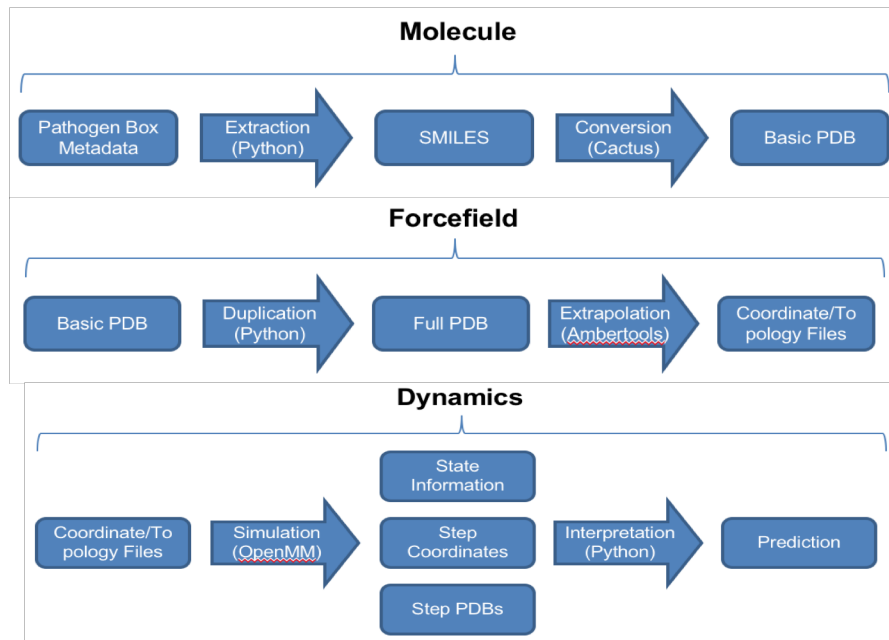 Molecule
Pathogen Box
Metadata
Extraction
(Python)
SMILES
Conversion
(Cactus)
Basic PDB
Forcefield
Basic PDB
Duplication
(Python)
Full PDB
Extrapolation
(Ambertools)
Coordinate/To
pology Files
Dynamics
Coordinate/To
pology Files
Simulation
(OpenMM)
State
Information
Step
Coordinates
Step PDBs
Interpretation
(Python)
Prediction